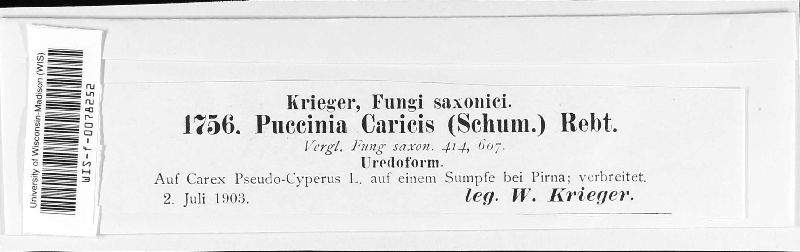 University of Wisconsin-Madison (WIS)
WIS-f-0078252
Krieger, Fungi saxonici.
1756. Puccinia Caricis (Schum.) Rebt.
Vergl. Fung saxon. 414, 607.
Uredoform.
Auf Carex Pseudo-Cyperus L. auf einem Sumpfe bei Pirna; verbreitet.
2. Juli 1903. leg. W. Krieger.